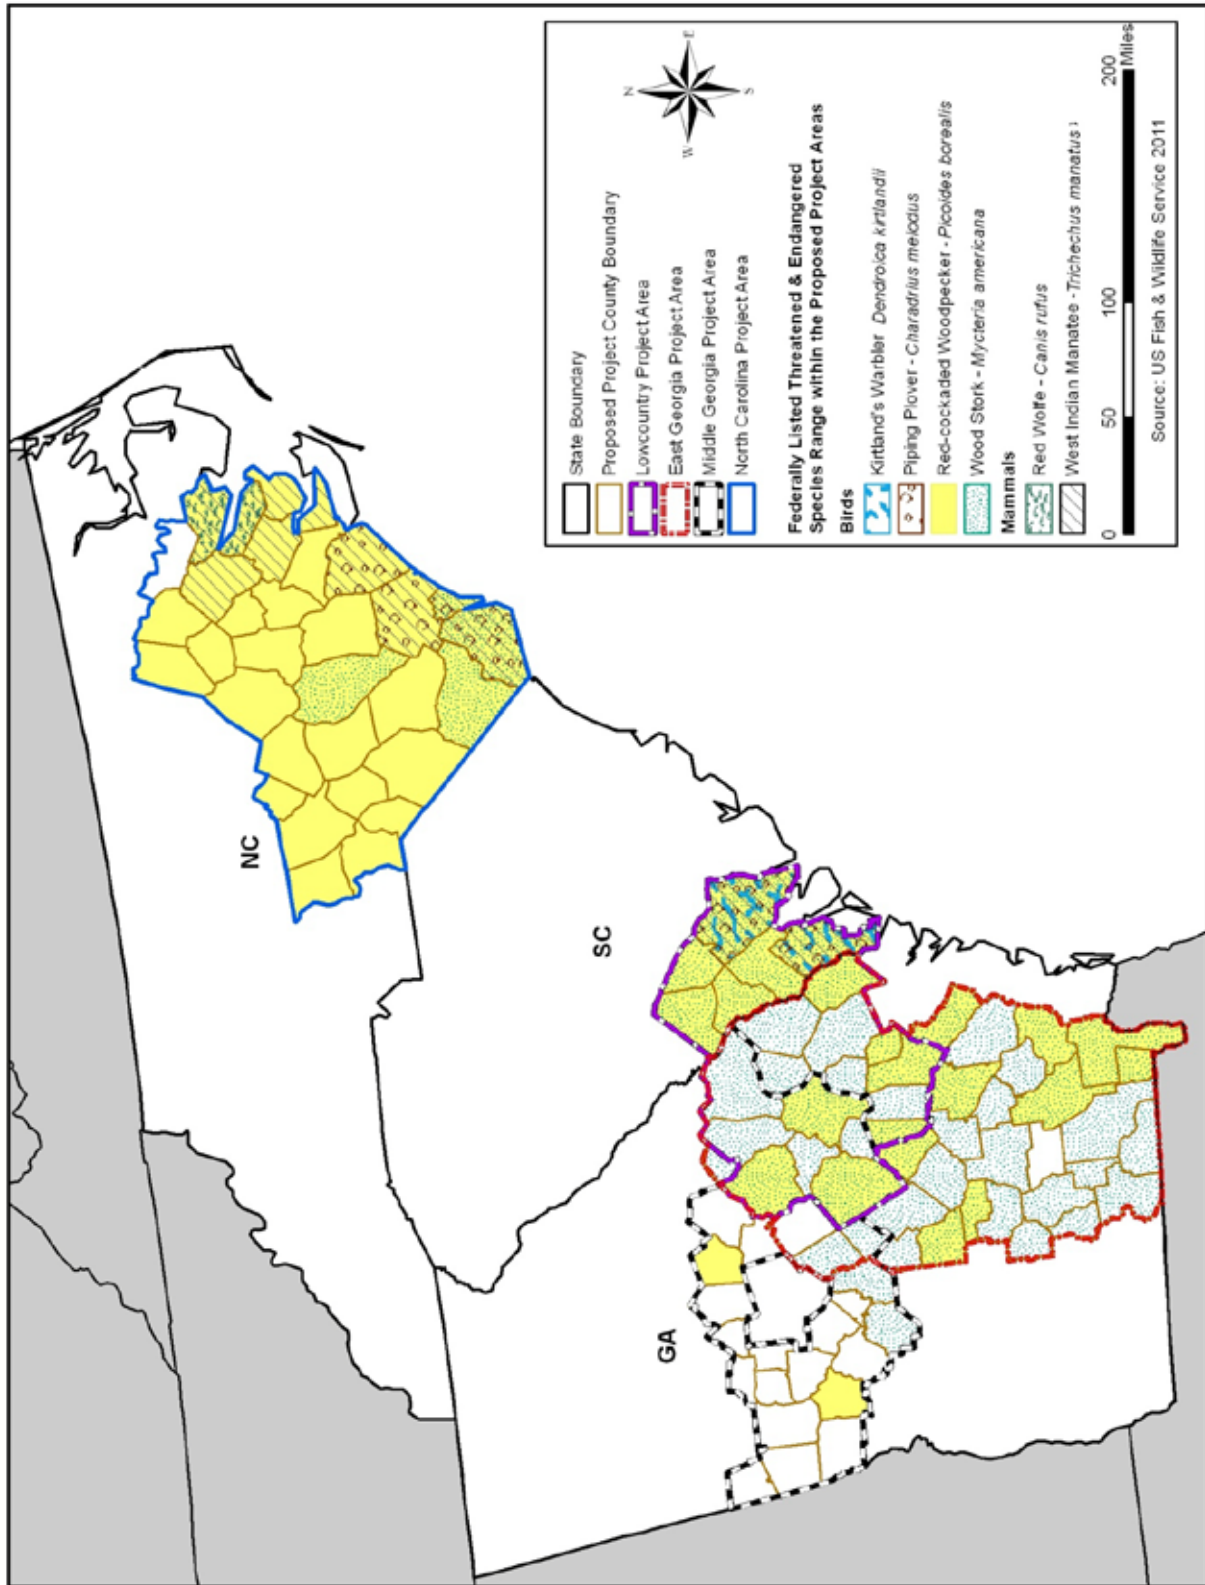 NC
SC
GA
N
W
E
S
State Boundary
Proposed Project County Boundary
Lowcountry Project Area
East Georgia Project Area
Middle Georgia Project Area
North Carolina Project Area
Federally Listed Threatened & Endangered
Species Range within the Proposed Project Areas
Birds
Kirtland's Warbler Dendroica kirtlandii
Piping Plover - Charadrius melodus
Red-cockaded Woodpecker - Picoides borealis
Wood Stork - Mycteria americana
Mammals
Red Wolfe - Canis rufus
West Indian Manatee - Trichechus manatus
0 50 100 200
Miles
Source: US Fish & Wildlife Service 2011